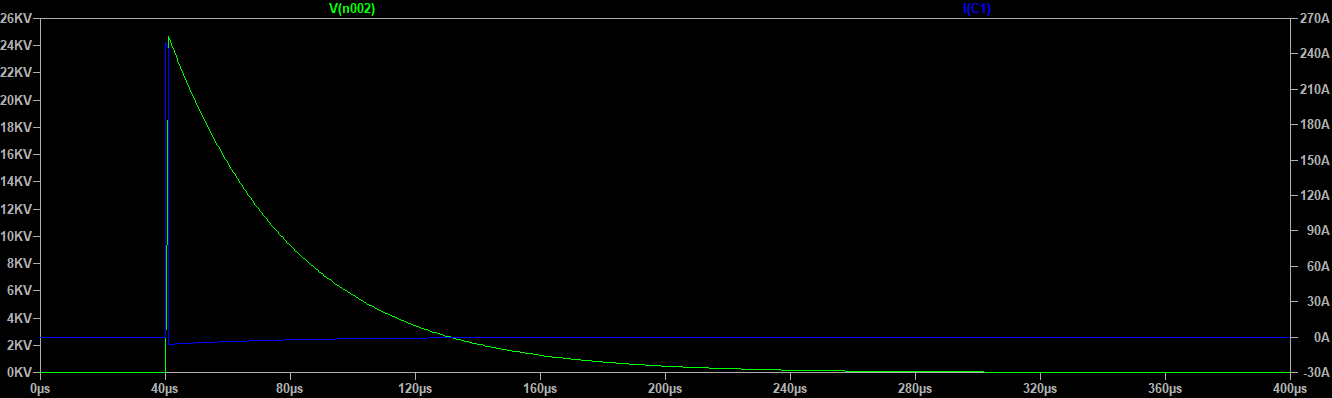 V(n002) I(C1)
26KV 270A
24KV 240A
22KV 210A
20KV 180A
18KV 150A
16KV 120A
14KV 90A
12KV 60A
10KV 30A
8KV 0A
6KV -30A
4KV
2KV
0KV
0µs 40µs 80µs 120µs 160µs 200µs 240µs 280µs 320µs 360µs 400µs